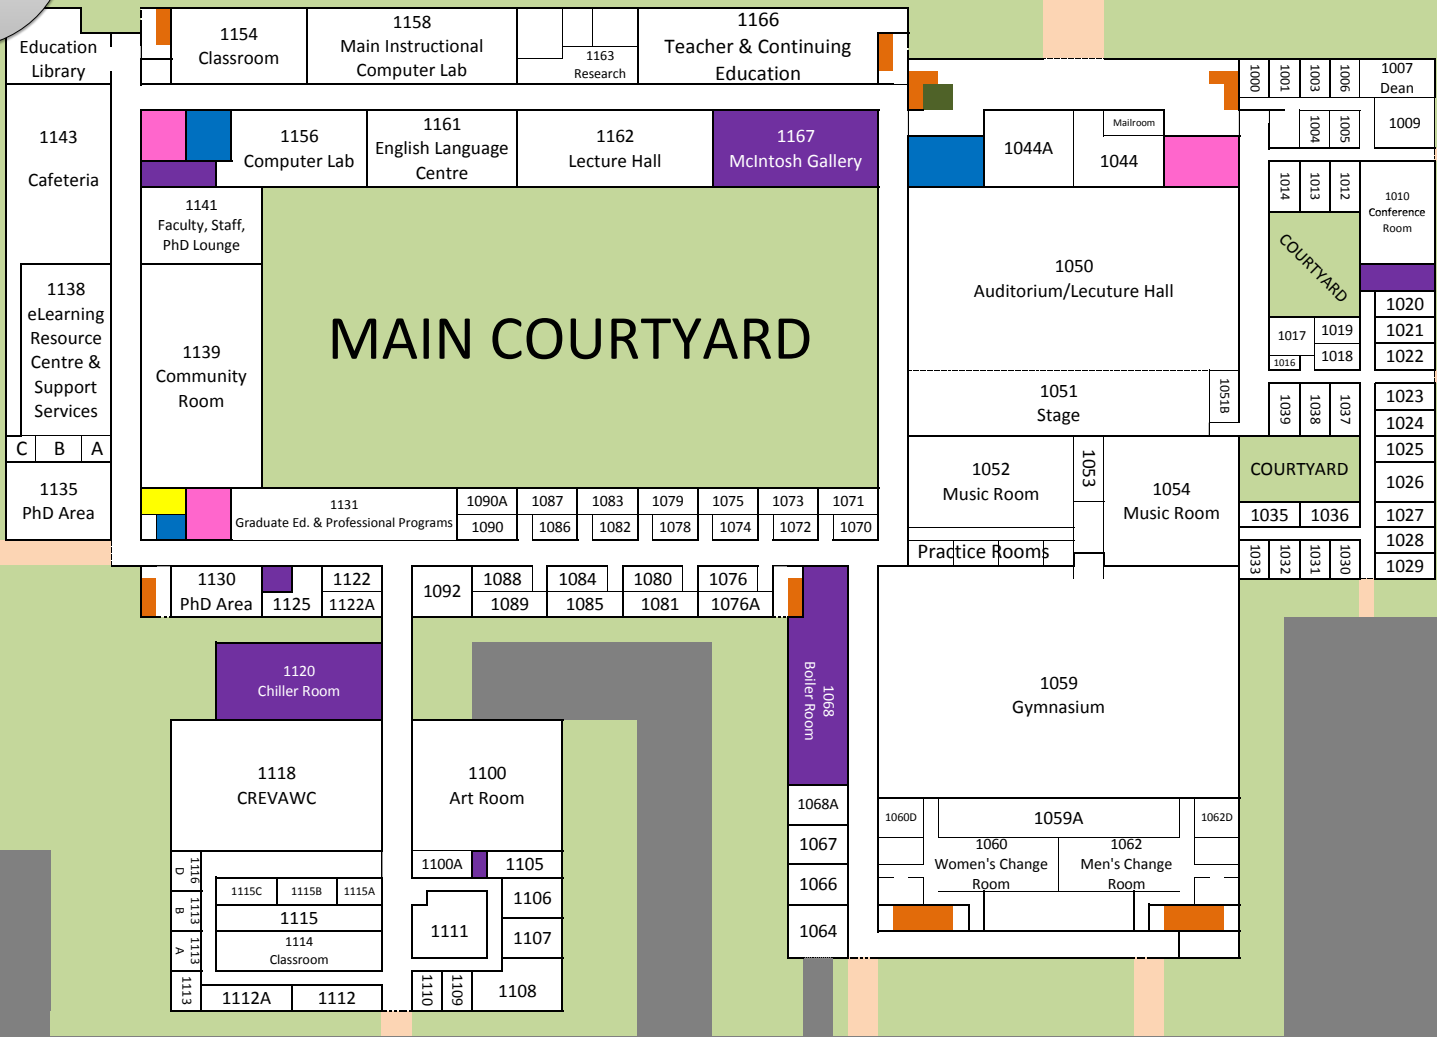 Education
Library
1154
Classroom
1158
Main Instructional
Computer Lab
1163
Research
1166
Teacher & Continuing
Education
1000
1001
1003
1006
1007
Dean
1004
1005
1009
1143
Cafeteria
1156
Computer Lab
1161
English Language
Centre
1162
Lecture Hall
1167
McIntosh Gallery
1044A
Mailroom
1044
1014
1013
1012
1010
Conference
Room
1141
Faculty, Staff,
PhD Lounge
COURTYARD
1138
eLearning
Resource
Centre &
Support
Services
1139
Community
Room
MAIN COURTYARD
1050
Auditorium/Lecuture Hall
1020
1021
1022
1017
1019
1018
1016
1051
Stage
1051B
1039
1038
1037
1023
1024
1025
1026
1027
1028
1029
C
B
A
1135
PhD Area
1052
Music Room
1053
1054
Music Room
COURTYARD
1035
1036
1131
Graduate Ed. & Professional Programs
1090A
1087
1083
1079
1075
1073
1071
1090
1086
1082
1078
1074
1072
1070
Practice Rooms
1033
1032
1031
1030
1130
PhD Area
1125
1122
1122A
1092
1088
1084
1080
1076
1089
1085
1081
1076A
1120
Chiller Room
1068
Boiler Room
1059
Gymnasium
1118
CREVAWC
1100
Art Room
1068A
1067
1066
1064
1060D
1059A
1062D
1060
Women's Change
Room
1062
Men's Change
Room
1116
D
1113
B
1113
A
1113
1115C
1115B
1115A
1115
1114
Classroom
1112A
1112
1100A
1105
1106
1107
1108
1111
1110
1109